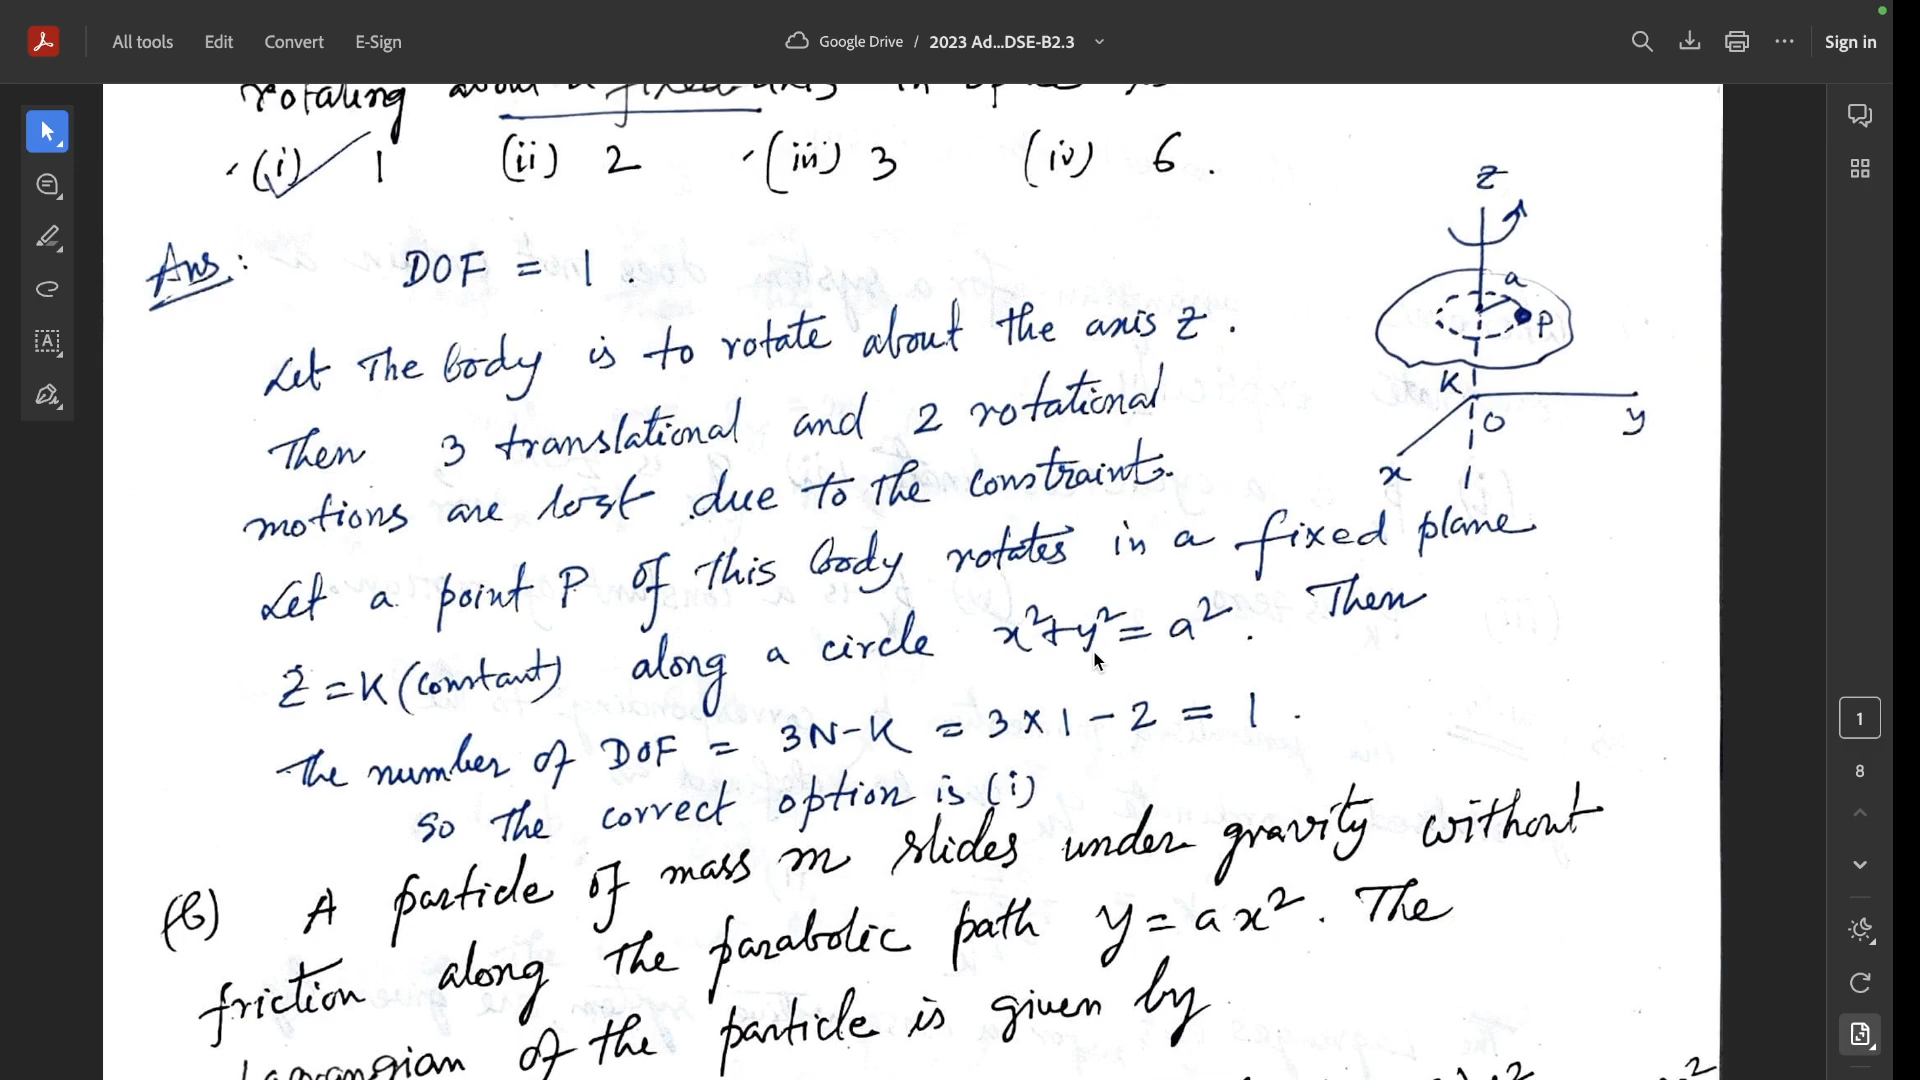 All tools Edit Convert E-Sign Google Drive / 2023 Ad...DSE-B2.3 Sign in
rotating about a fixed axis in
(i) 1 (ii) 2 (iii) 3 (iv) 6.
Ans: DOF = 1.
Let the body is to rotate about the axis Z.
Then 3 translational and 2 rotational
motions are lost due to the constraints.
Let a point P of this body rotates in a fixed plane
Z = K (constant) along a circle x²+y² = a². Then
the number of DOF = 3N-K = 3×1-2 = 1.
So the correct option is (i)
(b) A particle of mass m slides under gravity without
friction along the parabolic path y = ax². The
Lagrangian of the particle is given by
Z
a
P
K
O
y
x
1
8